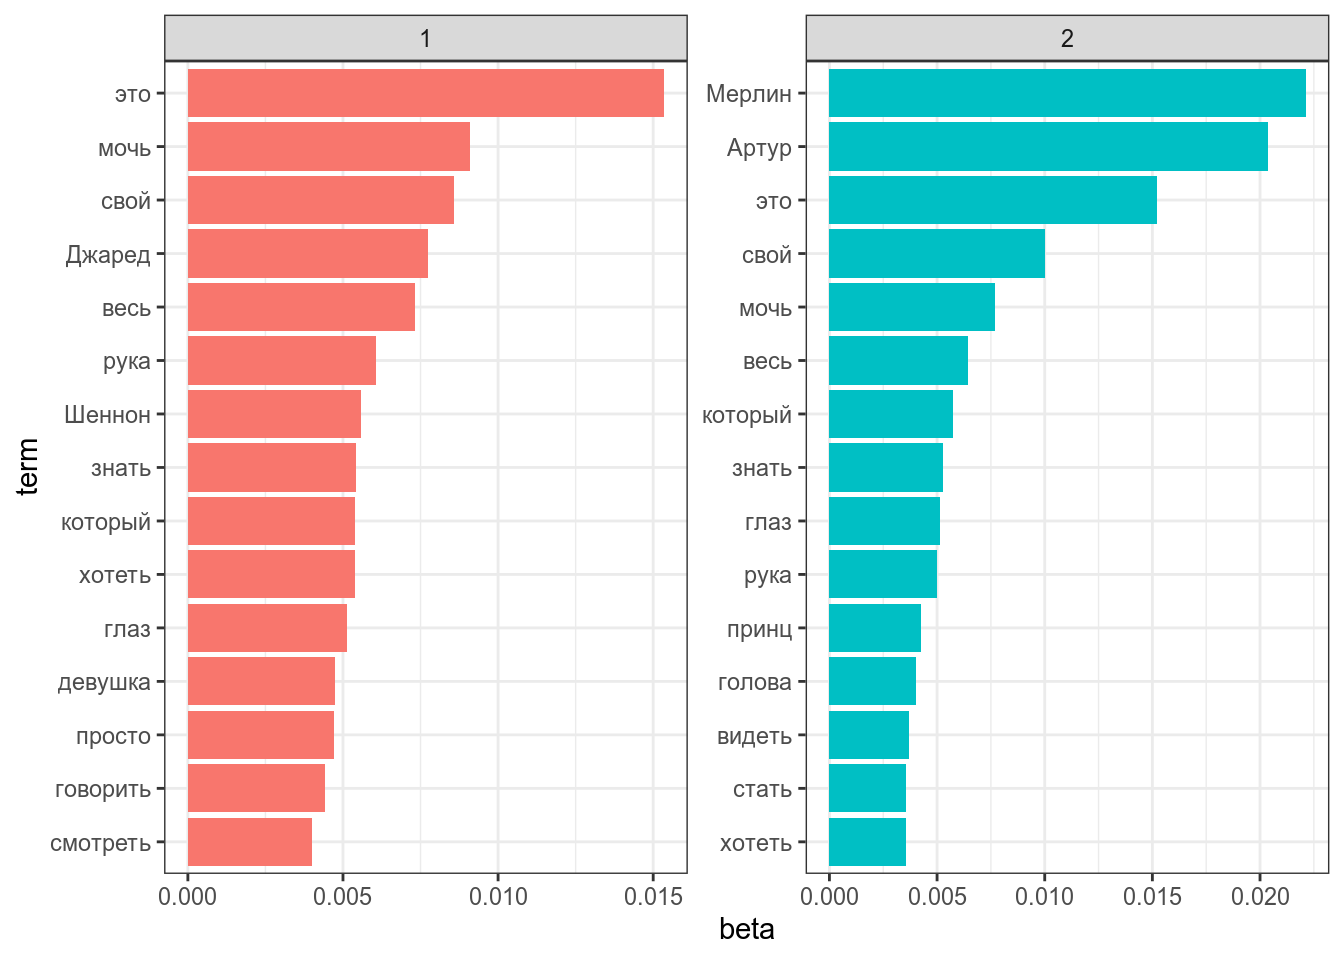 1
это
мочь
свой
Джаред
весь
рука
Шеннон
знать
который
хотеть
глаз
девушка
просто
говорить
смотреть
0.000 0.005 0.010 0.015
2
Мерлин
Артур
это
свой
мочь
весь
который
знать
глаз
рука
принц
голова
видеть
стать
хотеть
0.000 0.005 0.010 0.015 0.020
beta
term